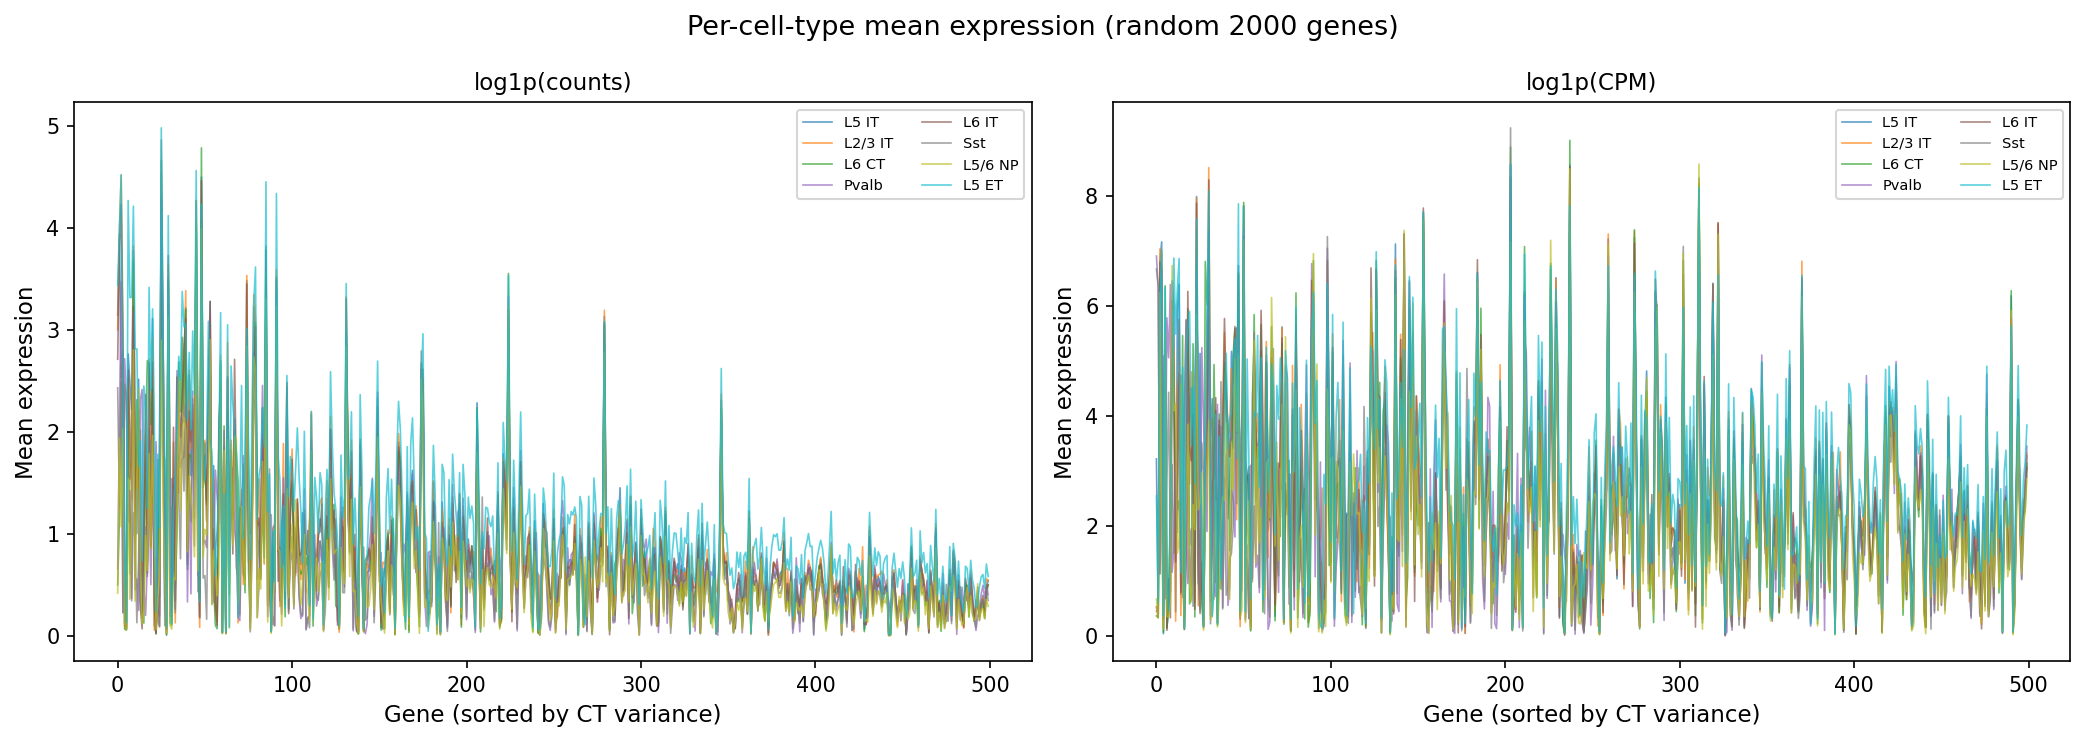 Per-cell-type mean expression (random 2000 genes)
log1p(counts)
Mean expression
5
4
3
2
1
0
0 100 200 300 400 500
Gene (sorted by CT variance)
L5 IT L6 IT
L2/3 IT Sst
L6 CT L5/6 NP
Pvalb L5 ET
log1p(CPM)
Mean expression
8
6
4
2
0
0 100 200 300 400 500
Gene (sorted by CT variance)
L5 IT L6 IT
L2/3 IT Sst
L6 CT L5/6 NP
Pvalb L5 ET